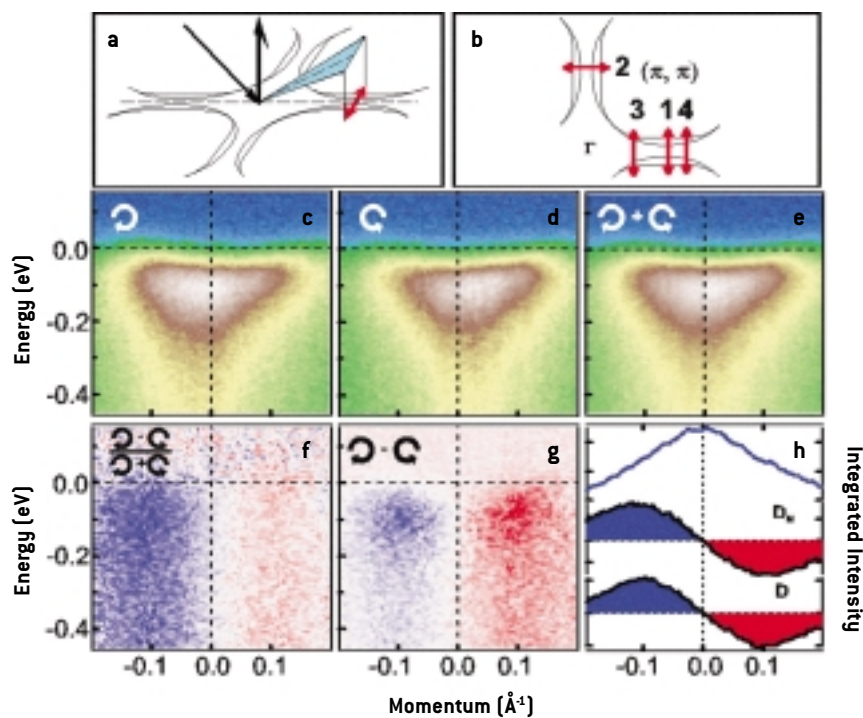 a
b
2 (π, π)
3 1 4
Γ
c
d
+ e
Energy (eV)
0.0
-0.2
-0.4
- 
+
f
- g
h
Energy (eV)
0.0
-0.2
-0.4
D
Integrated Intensity
-0.1 0.0 0.1
-0.1 0.0 0.1
-0.1 0.0 0.1
Momentum (Å⁻¹)